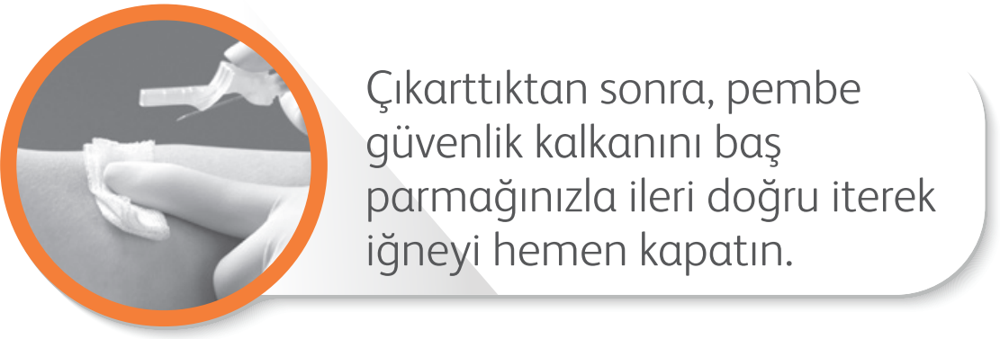 Çıkarttıktan sonra, pembe
güvenlik kalkanını baş
parmağınızla ileri doğru iterek
iğneyi hemen kapatın.